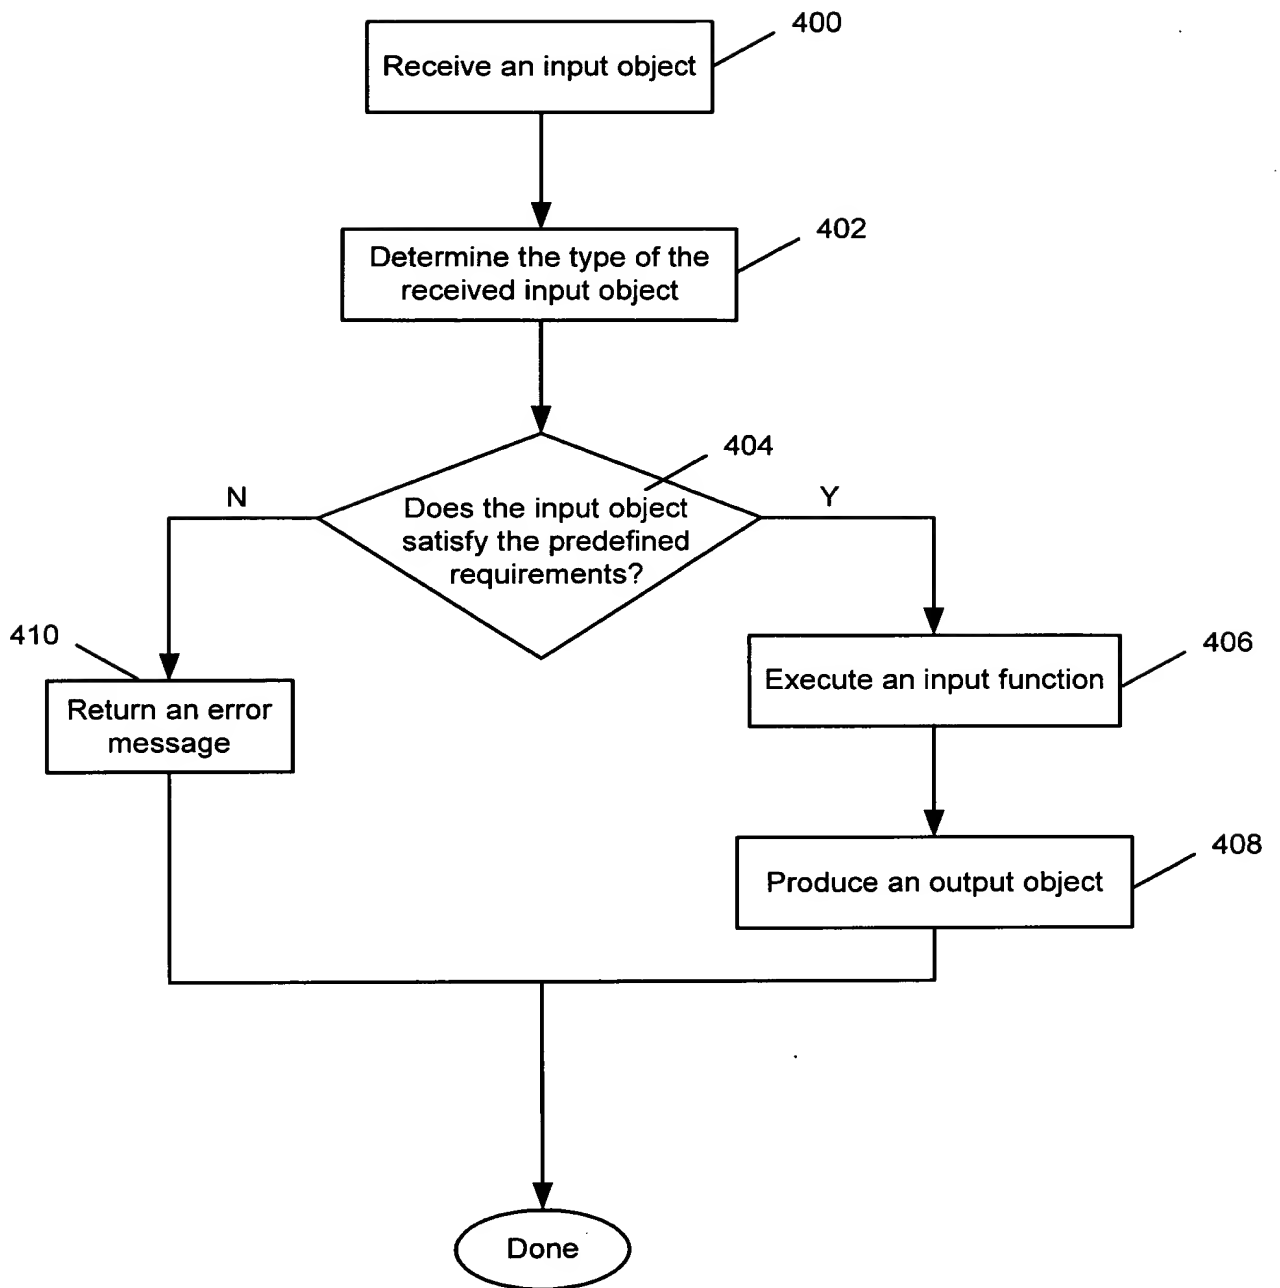 400
Receive an input object
402
Determine the type of the
received input object
404
N
Y
Does the input object
satisfy the predefined
requirements?
410
406
Return an error
message
Execute an input function
408
Produce an output object
Done